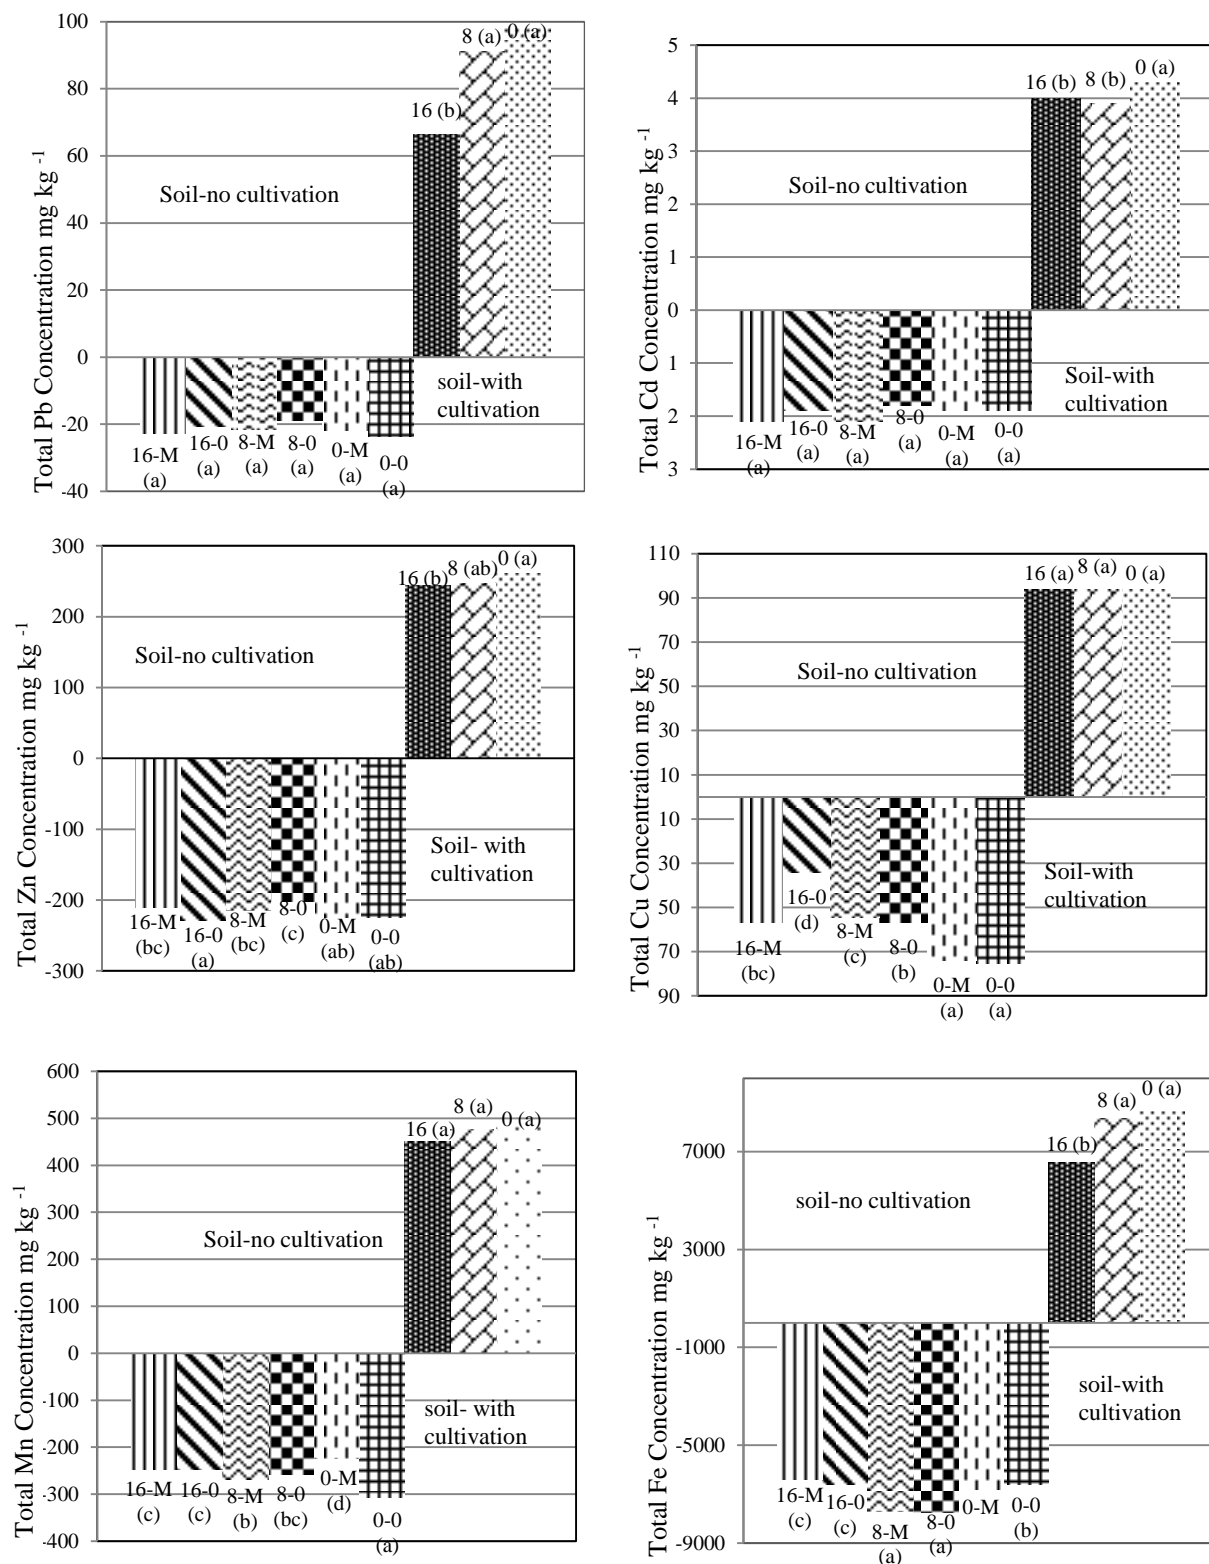 Total Pb Concentration mg kg -1
100
80
60
40
20
0
-20
-40
Soil-no cultivation
16 (b)
8 (a)
0 (a)
soil-with
cultivation
16-M
(a)
16-0
(a)
8-M
(a)
8-0
(a)
0-M
(a)
0-0
(a)
Total Cd Concentration mg kg -1
5
4
3
2
1
0
1
2
3
Soil-no cultivation
16 (b)
8 (b)
0 (a)
Soil-with
cultivation
16-M
(a)
16-0
(a)
8-M
(a)
8-0
(a)
0-M
(a)
0-0
(a)
Total Zn Concentration mg kg -1
300
200
100
0
-100
-200
-300
Soil-no cultivation
16 (b)
8 (ab)
0 (a)
Soil- with
cultivation
16-M
(bc)
16-0
(a)
8-M
(bc)
8-0
(c)
0-M
(ab)
0-0
(ab)
Total Cu Concentration mg kg -1
110
90
70
50
30
10
10
30
50
70
90
Soil-no cultivation
16 (a)
8 (a)
0 (a)
Soil-with
cultivation
16-M
(bc)
16-0
(d)
8-M
(c)
8-0
(b)
0-M
(a)
0-0
(a)
Total Mn Concentration mg kg -1
600
500
400
300
200
100
0
-100
-200
-300
-400
Soil-no cultivation
16 (a)
8 (a)
0 (a)
soil- with
cultivation
16-M
(c)
16-0
(c)
8-M
(b)
8-0
(bc)
0-M
(d)
0-0
(a)
Total Fe Concentration mg kg -1
7000
3000
-1000
-5000
-9000
soil-no cultivation
16 (b)
8 (a)
0 (a)
soil-with
cultivation
16-M
(c)
16-0
(c)
8-M
(a)
8-0
(a)
0-M
0-0
(b)